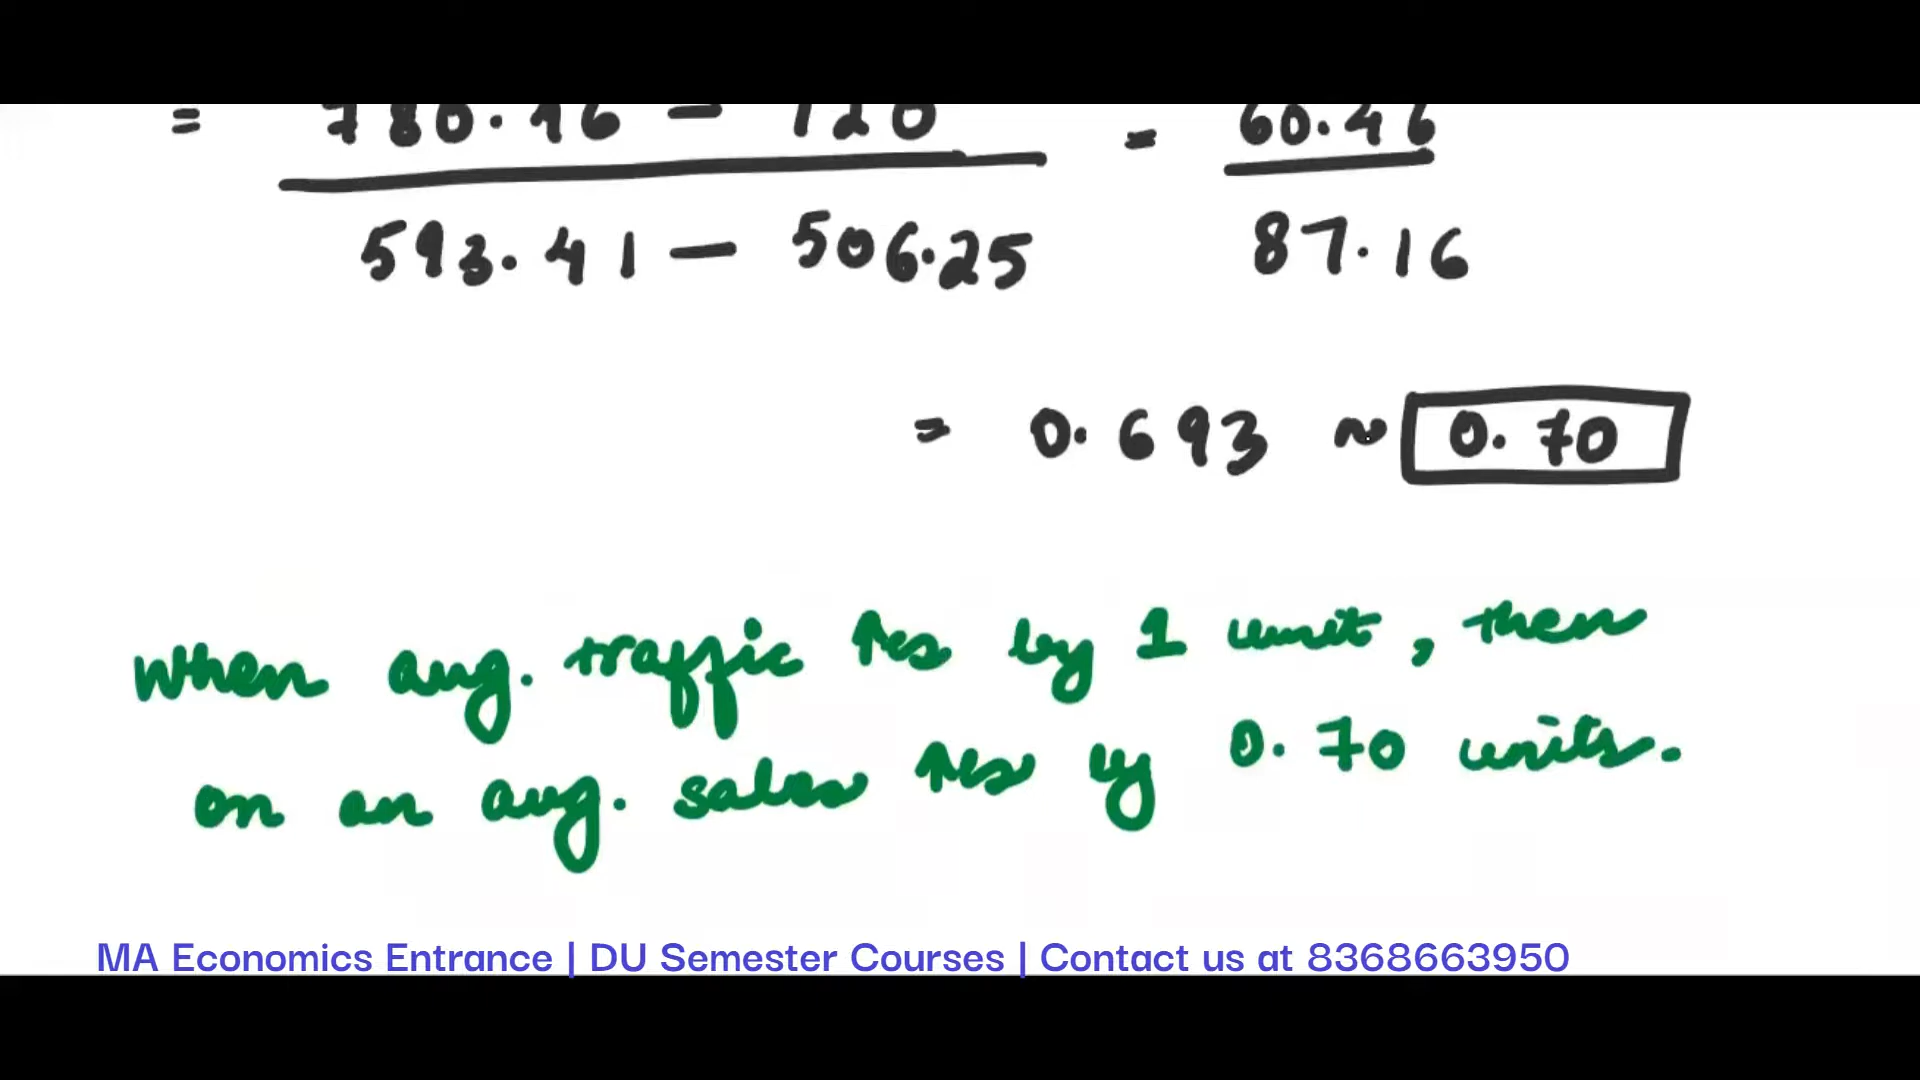 = 780.46 - 720 = 60.46
593.41 - 506.25 87.16
= 0.693 ~ 0.70
When avg. traffic ↑es by 1 unit, then
on an avg. sales ↑es by 0.70 units.
MA Economics Entrance | DU Semester Courses | Contact us at 8368663950